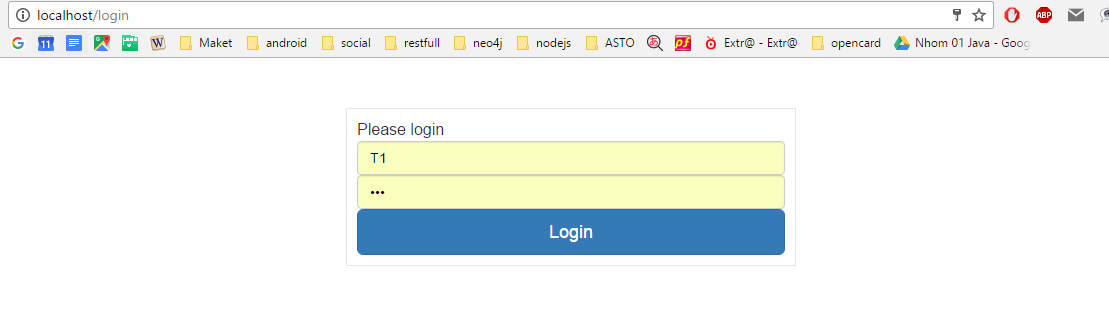 localhost/login
11 Maket android social restfull neo4j nodejs ASTO pf Extr@ - Extr@ opencard Nhom 01 Java - Goog
Please login
T1
•••
Login